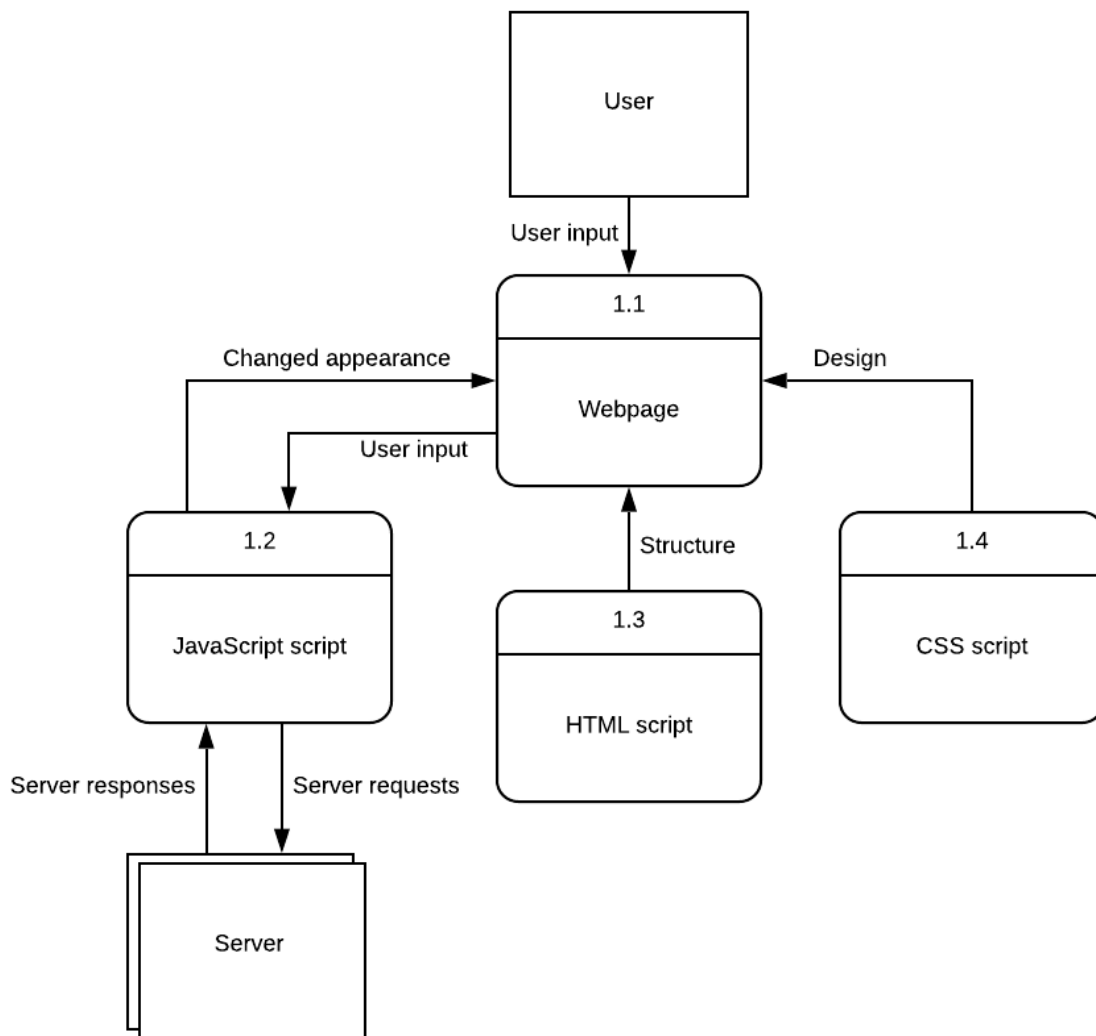 User
User input
1.1
Changed appearance
Design
Webpage
User input
1.2
1.4
Structure
1.3
JavaScript script
CSS script
HTML script
Server responses
Server requests
Server